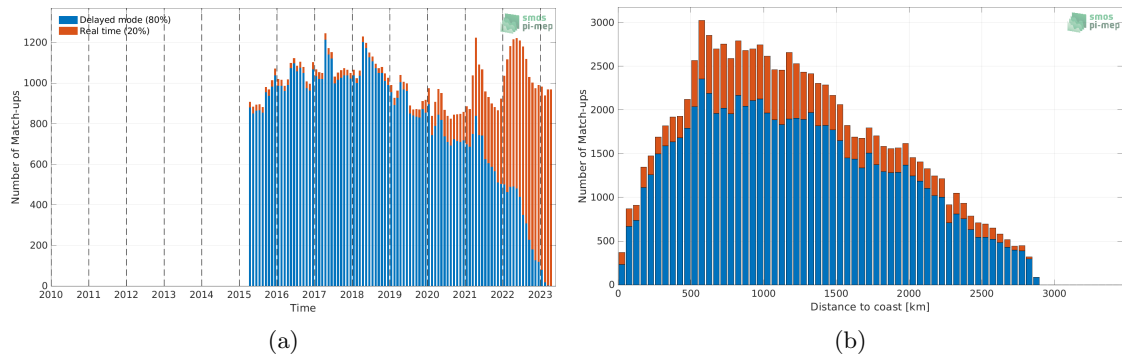 Delayed mode (80%)
Real time (20%)
smos
pi-mep
Number of Match-ups
1200
1000
800
600
400
200
0
2010 2011 2012 2013 2014 2015 2016 2017 2018 2019 2020 2021 2022 2023
Time
(a)
smos
pi-mep
Number of Match-ups
3000
2500
2000
1500
1000
500
0
0 500 1000 1500 2000 2500 3000
Distance to coast [km]
(b)